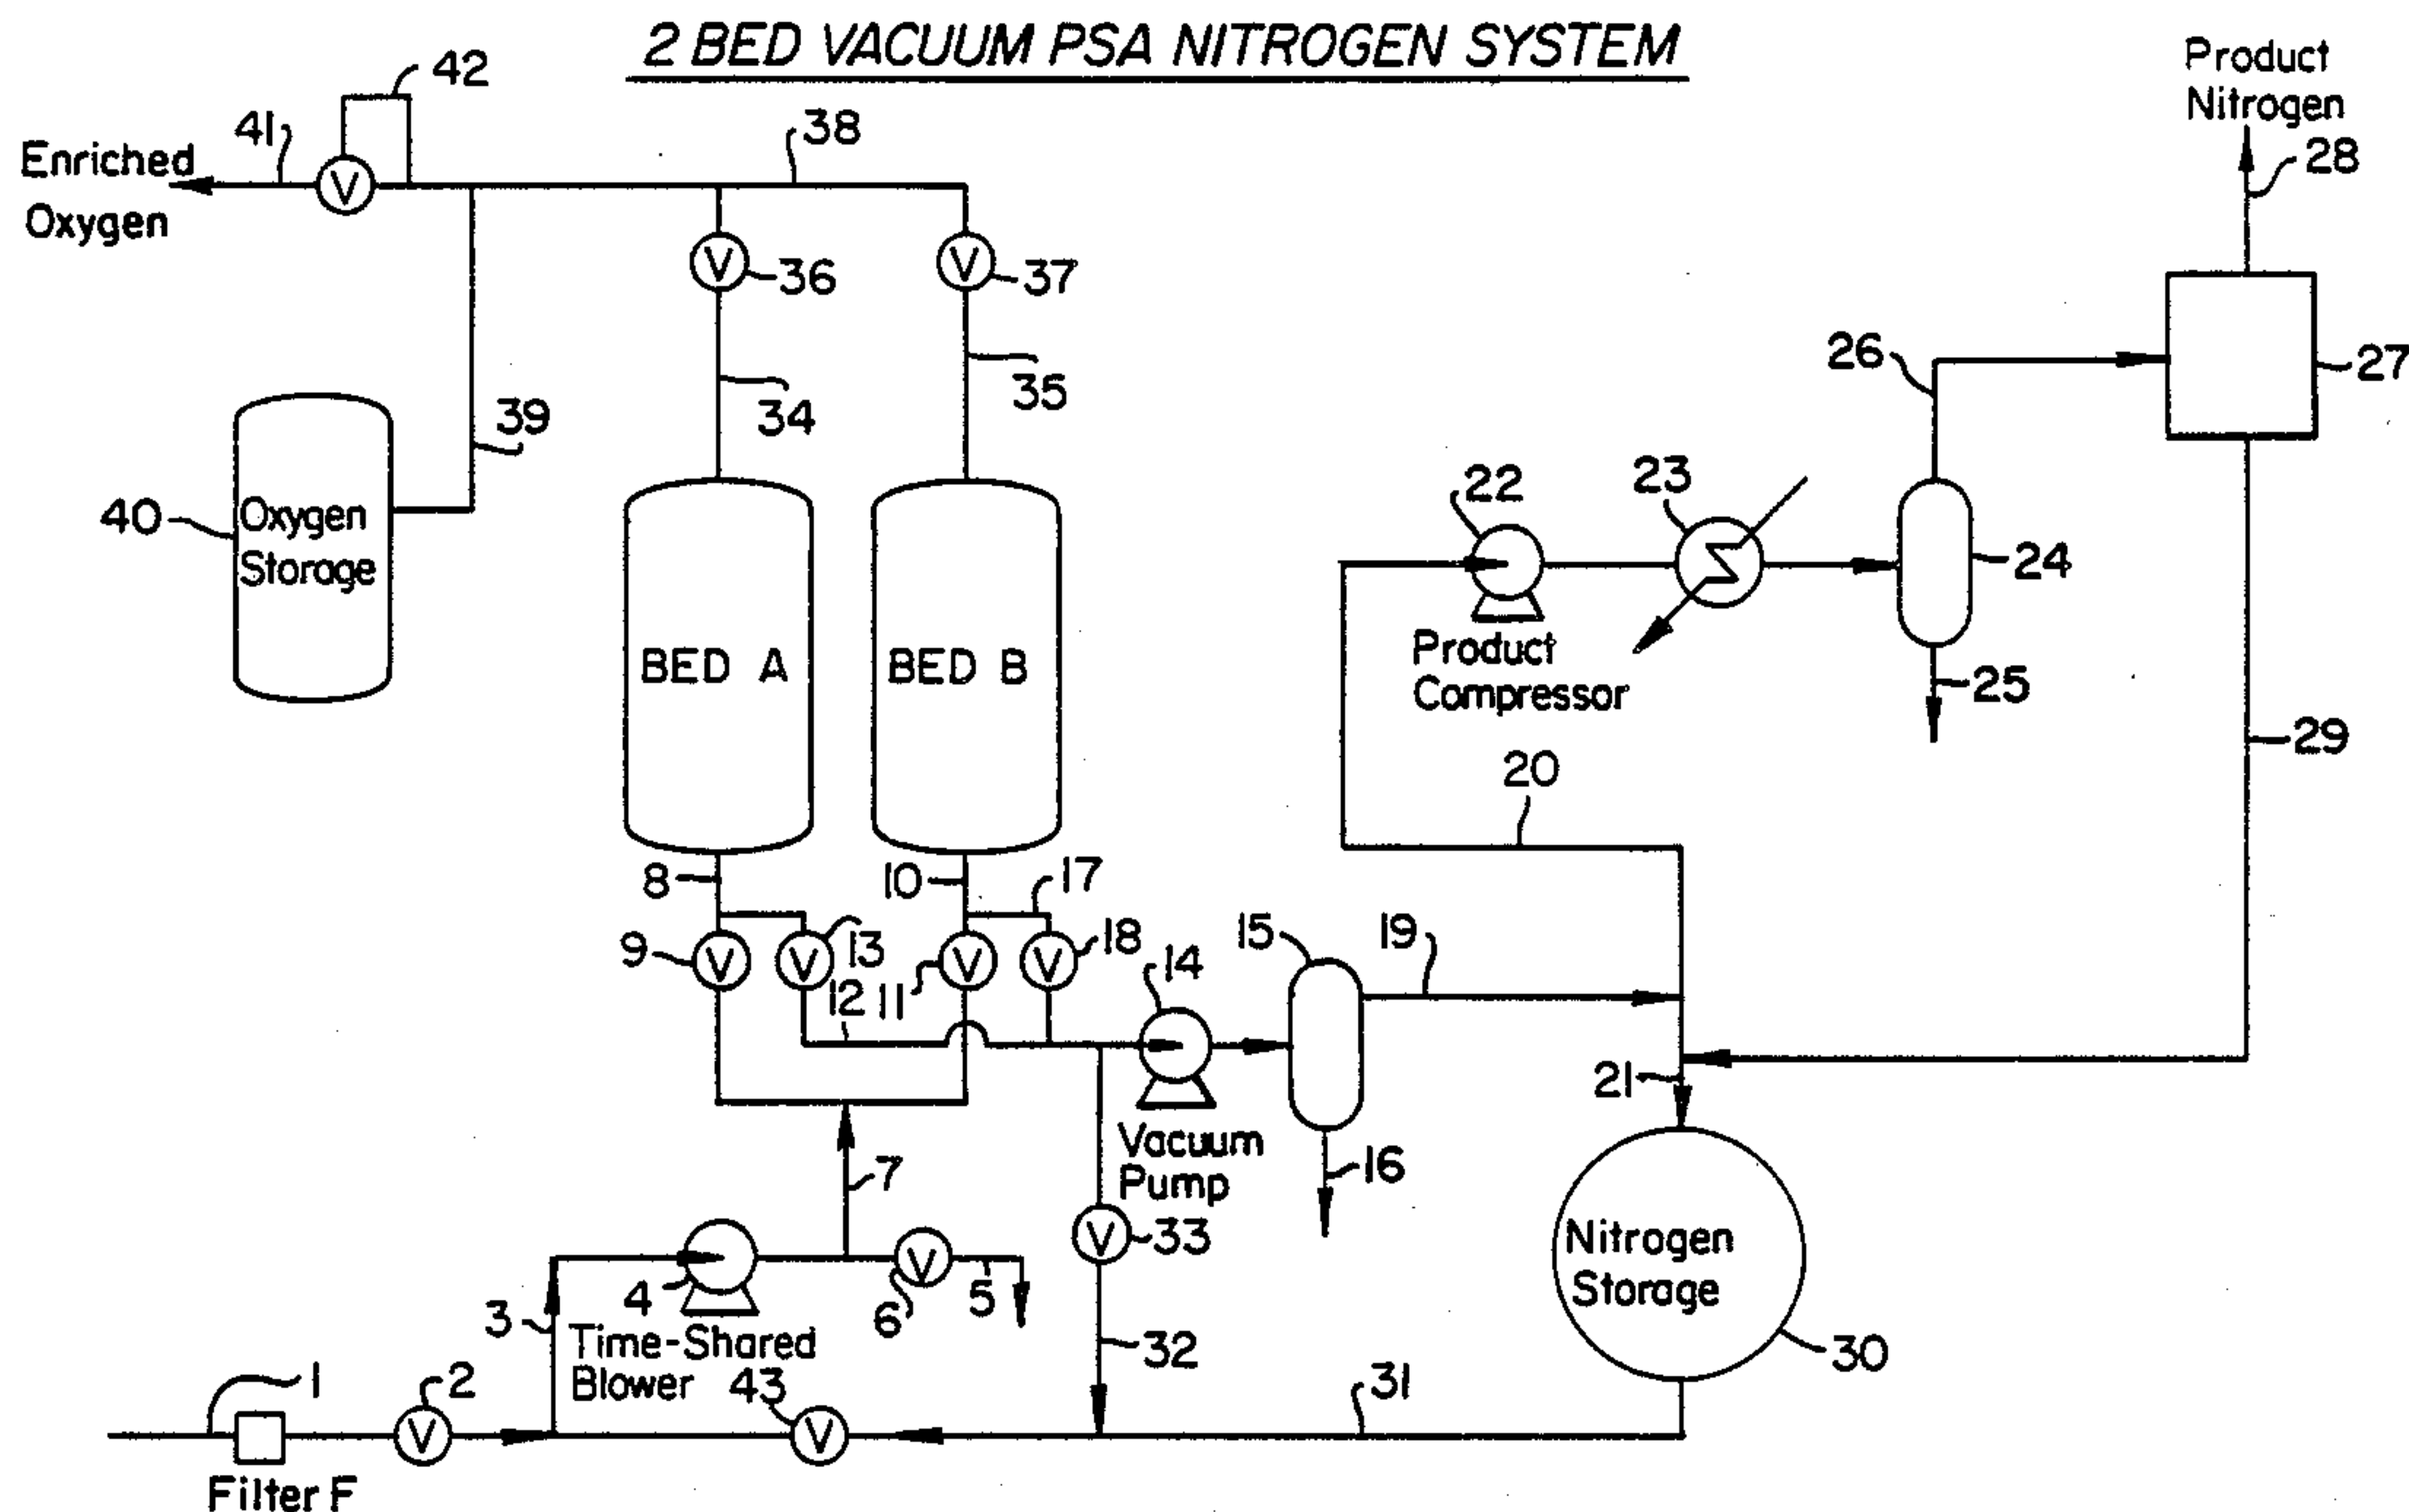 2 BED VACUUM PSA NITROGEN SYSTEM
Product
Nitrogen
28
42
41
38
Enriched
Oxygen
V
V
36
V
37
26
27
34
35
39
40
Oxygen
Storage
22
23
24
BED A
BED B
Product
Compressor
25
29
20
8
10
17
9
V
V
13
V
V
18
12
11
14
15
19
21
Vacuum
Pump
16
7
V
33
Nitrogen
Storage
4
V
6
5
3
Time-Shared
Blower
32
30
1
2
43
31
V
V
Filter F